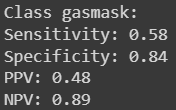 Class gasmask:
Sensitivity: 0.58
Specificity: 0.84
PPV: 0.48
NPV: 0.89